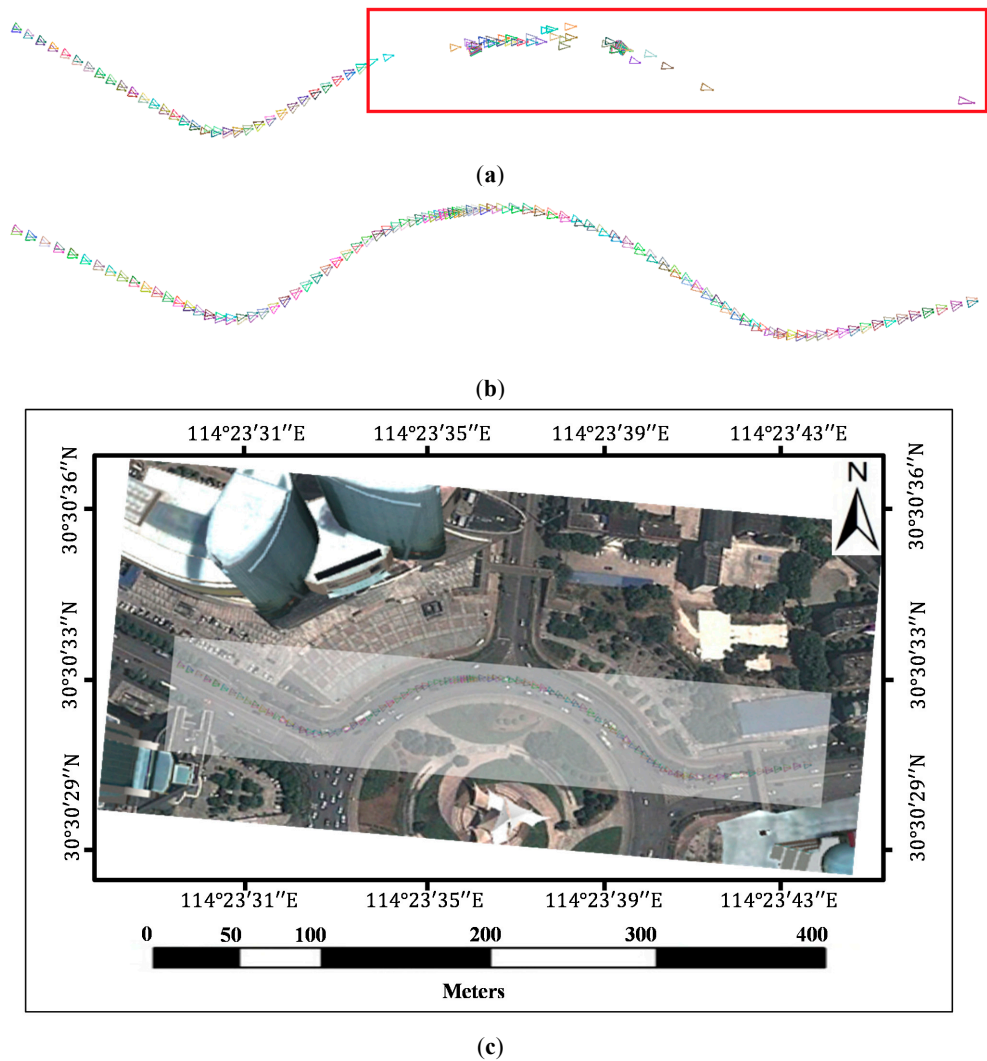 (a)
(b)
114°23′31″E 114°23′35″E 114°23′39″E 114°23′43″E
30°30′36″N 30°30′36″N
N
30°30′33″N 30°30′33″N
30°30′29″N 30°30′29″N
114°23′31″E 114°23′35″E 114°23′39″E 114°23′43″E
0 50 100 200 300 400
Meters
(c)